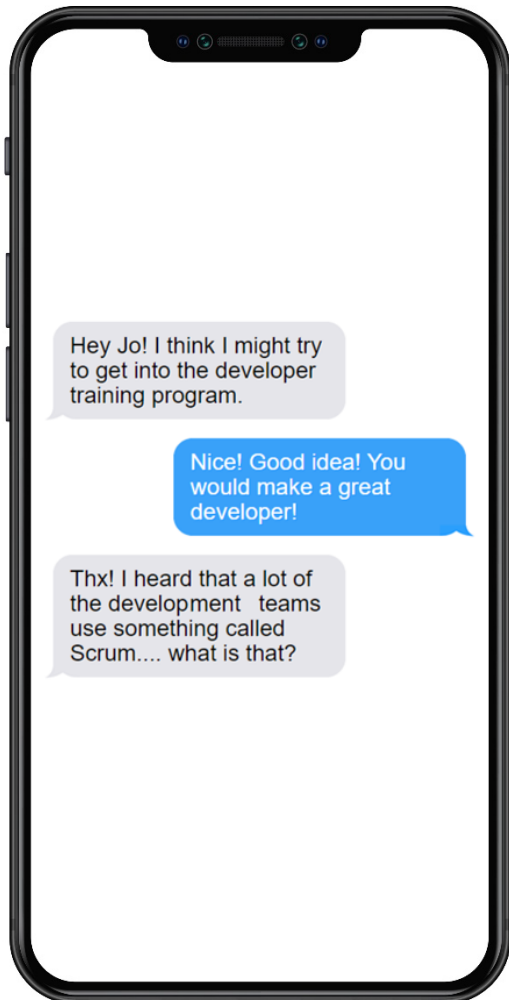 Hey Jo! I think I might try
to get into the developer
training program.
Nice! Good idea! You
would make a great
developer!
Thx! I heard that a lot of
the development   teams
use something called
Scrum.... what is that?